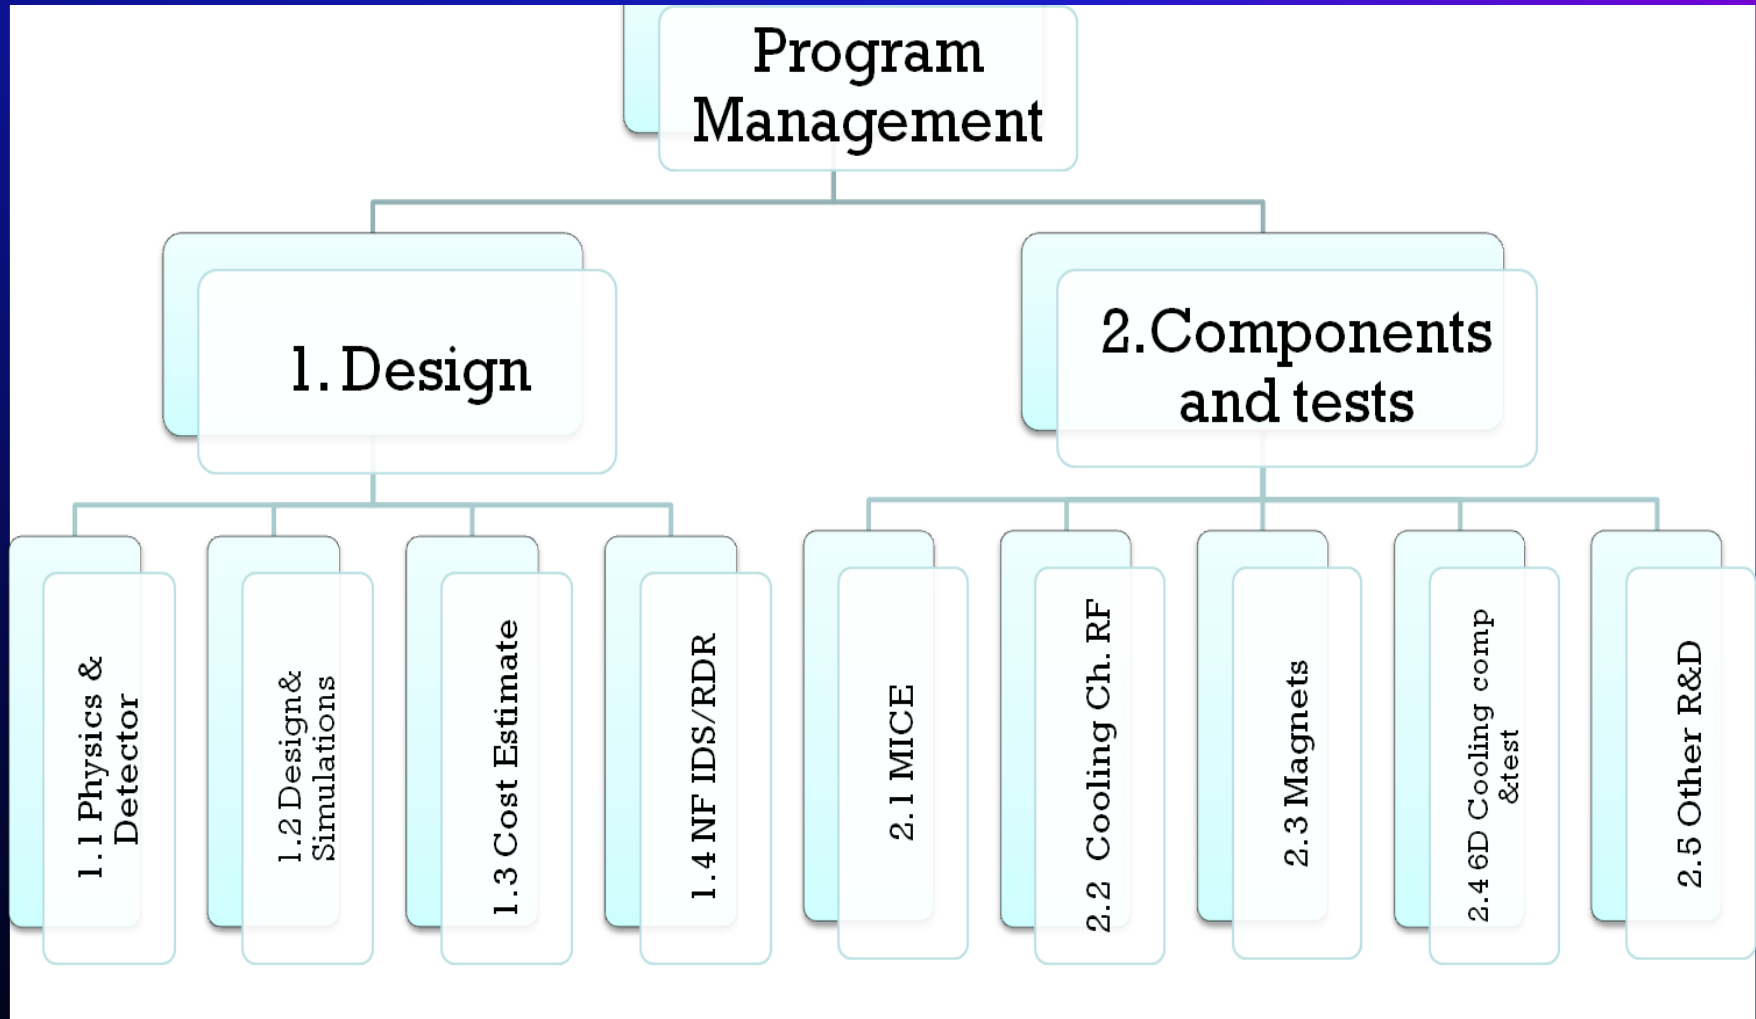 Program
Management
1. Design
2.Components
and tests
1.1 Physics &
Detector
1.2 Design&
Simulations
1.3 Cost Estimate
1.4 NF IDS/RDR
2.1 MICE
2.2 Cooling Ch. RF
2.3 Magnets
2.4 6D Cooling comp
&test
2.5 Other R&D